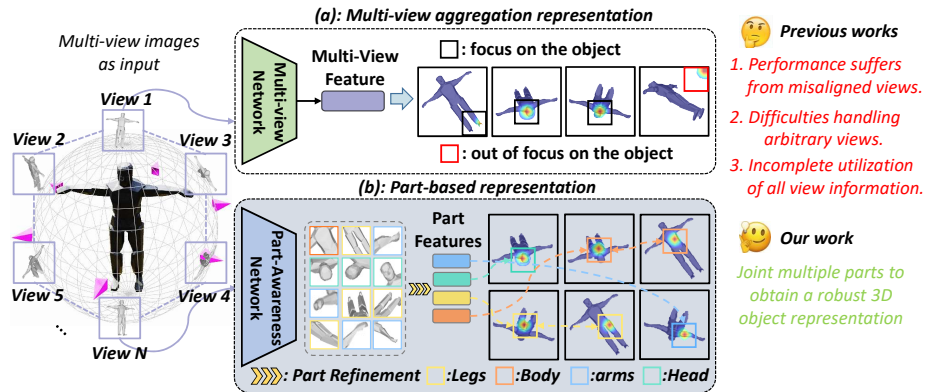 (a): Multi-view aggregation representation
Multi-view images
as input
View 1
View 2
View 3
View 5
View 4
View N
...
Multi-view
Network
Multi-View
Feature
: focus on the object
: out of focus on the object
(b): Part-based representation
Part-Awareness
Network
Part
Features
: Part Refinement
:Legs
:Body
:arms
:Head
Previous works
1. Performance suffers
from misaligned views.
2. Difficulties handling
arbitrary views.
3. Incomplete utilization
of all view information.
Our work
Joint multiple parts to
obtain a robust 3D
object representation